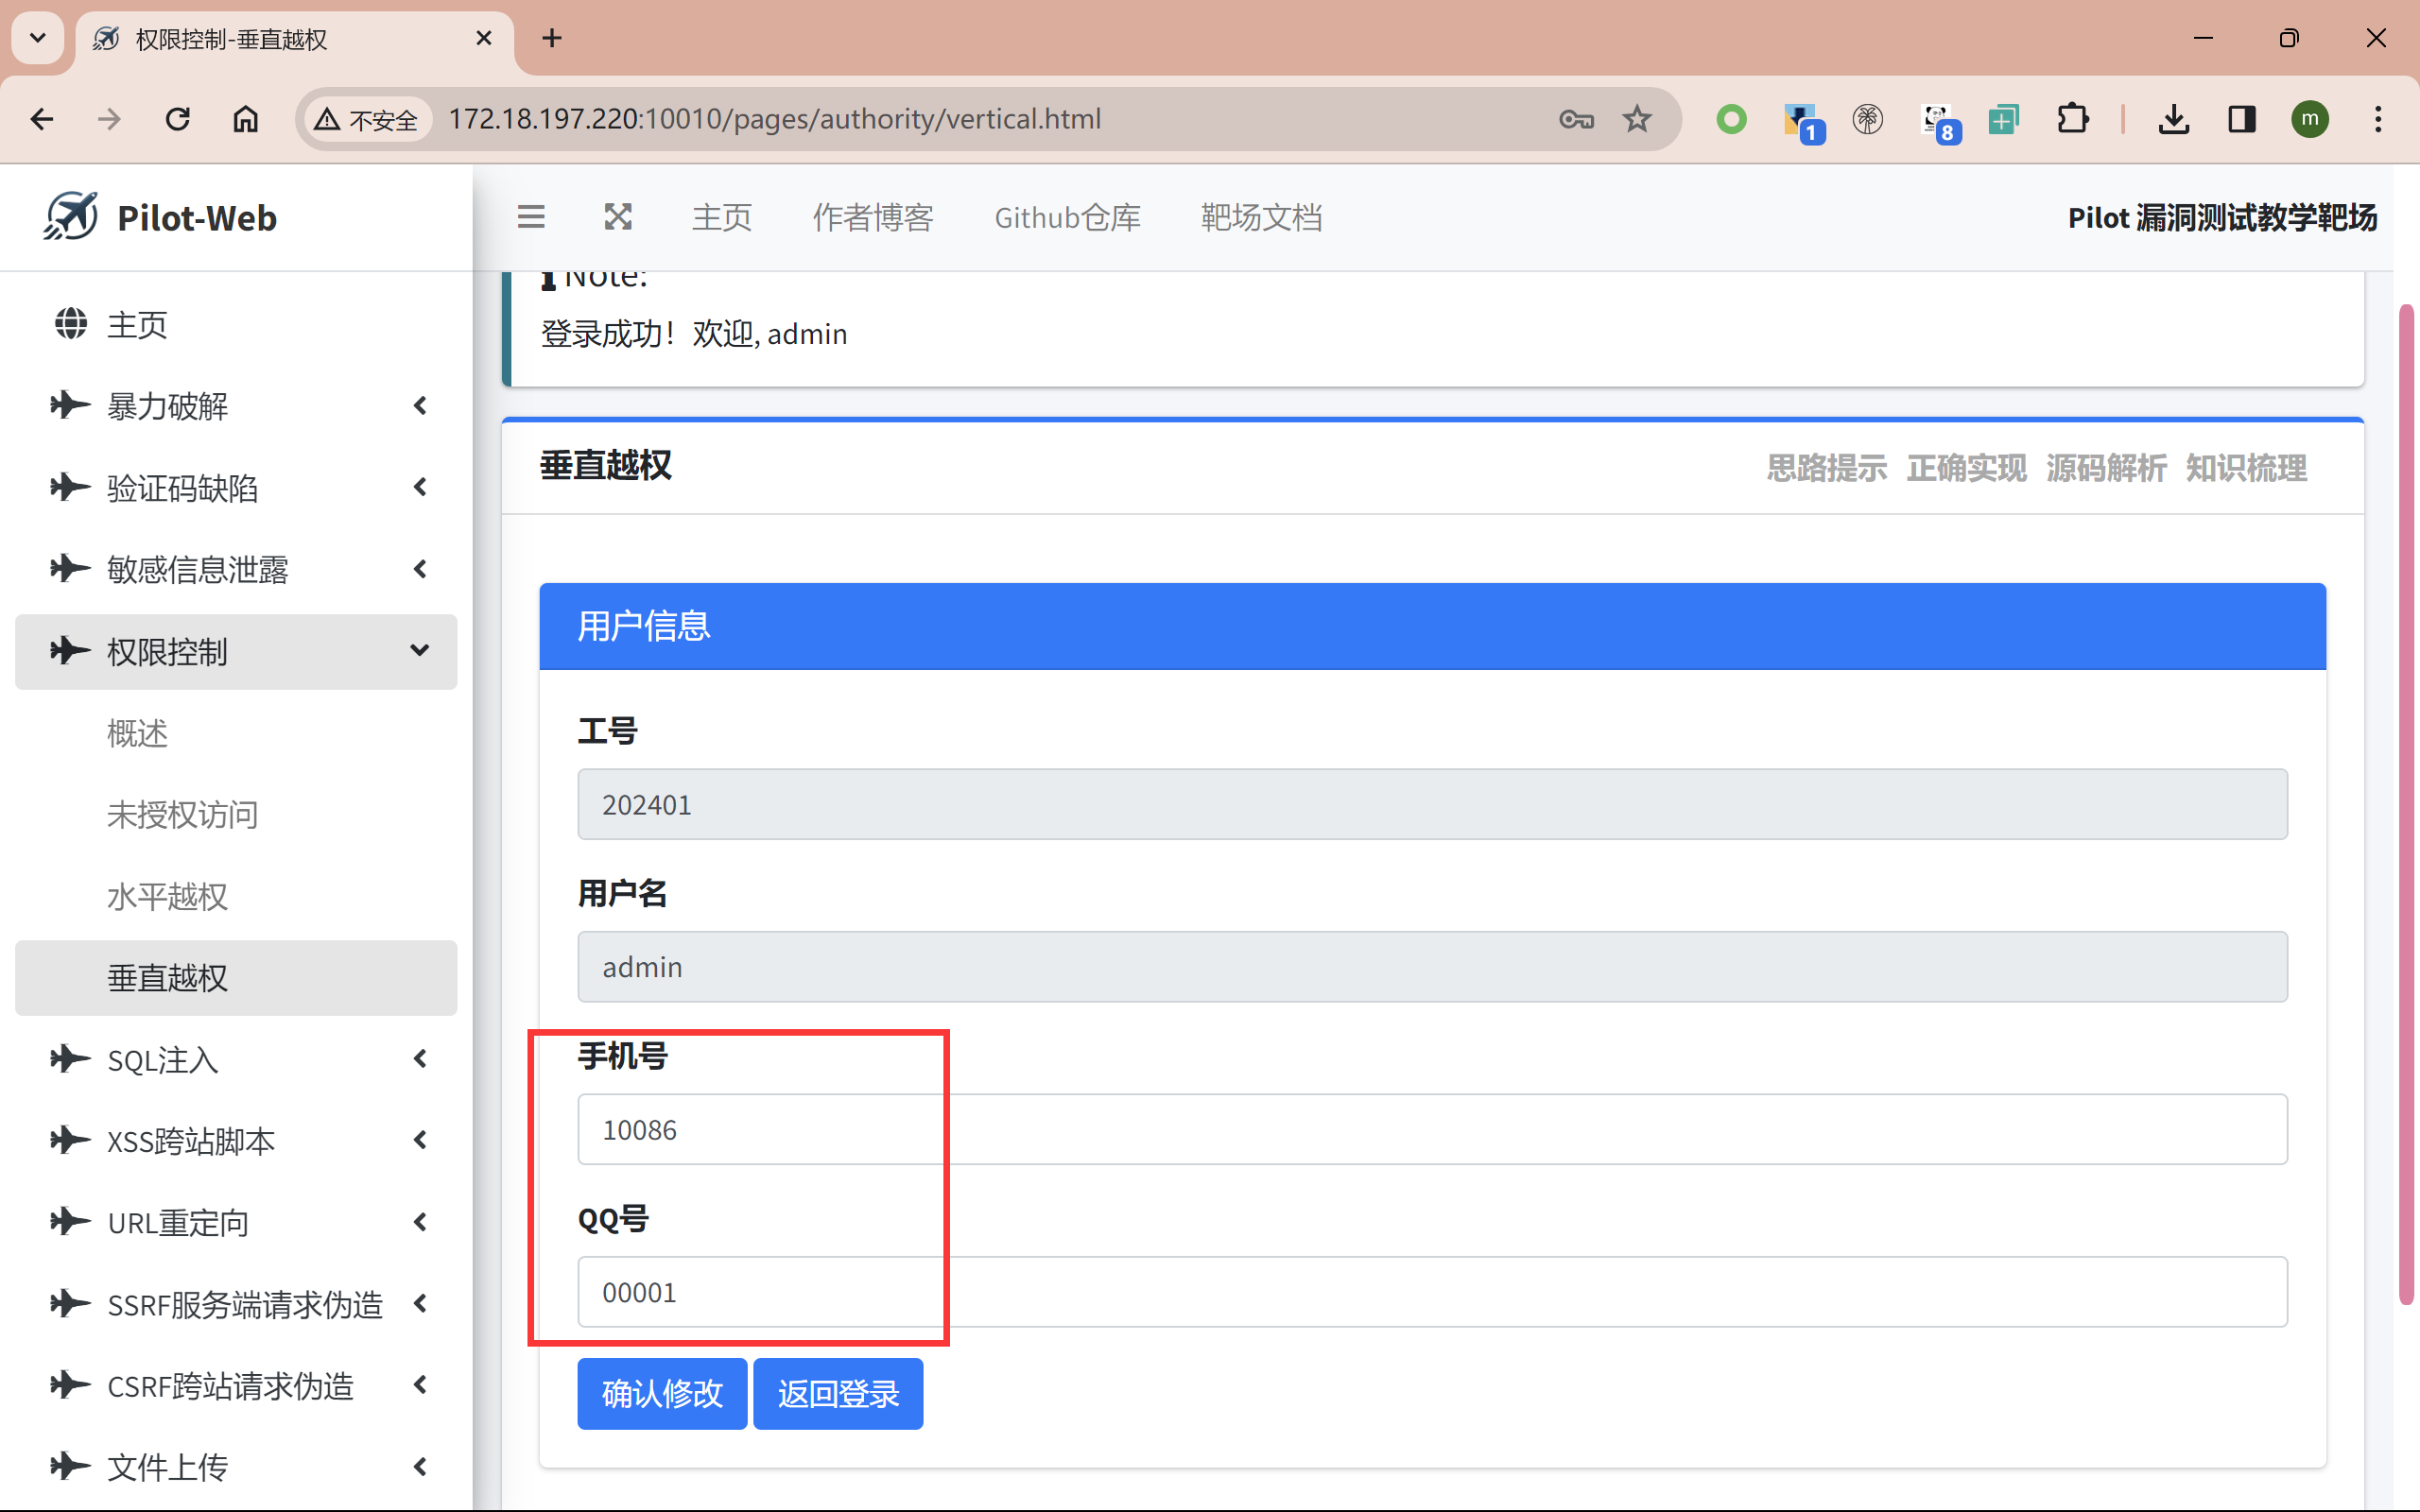 权限控制-垂直越权
不安全
172.18.197.220:10010/pages/authority/vertical.html
1
8
m
Pilot-Web
主页
作者博客
Github仓库
靶场文档
Pilot 漏洞测试教学靶场
主页
暴力破解
验证码缺陷
敏感信息泄露
权限控制
概述
未授权访问
水平越权
垂直越权
SQL注入
XSS跨站脚本
URL重定向
SSRF服务端请求伪造
CSRF跨站请求伪造
文件上传
Note:
登录成功！欢迎, admin
垂直越权
思路提示 正确实现 源码解析 知识梳理
用户信息
工号
202401
用户名
admin
手机号
10086
QQ号
00001
确认修改
返回登录